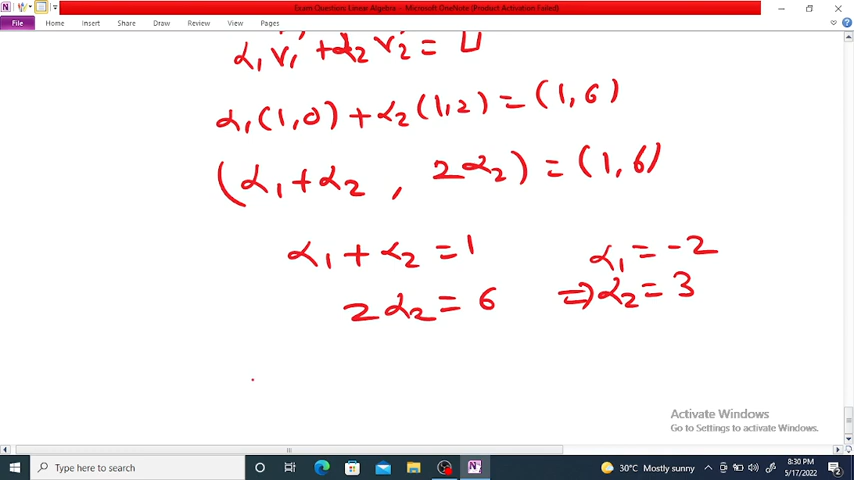 Exam Question: Linear Algebra - Microsoft OneNote (Product Activation Failed)
File Home Insert Share Draw Review View Pages
α₁v₁ + α₂v₂ = u
α₁(1,0) + α₂(1,2) = (1,6)
(α₁ + α₂, 2α₂) = (1,6)
α₁ + α₂ = 1 α₁ = -2
2α₂ = 6 ⇒ α₂ = 3
Activate Windows
Go to Settings to activate Windows.
Type here to search
30°C Mostly sunny
8:30 PM
5/17/2022
2